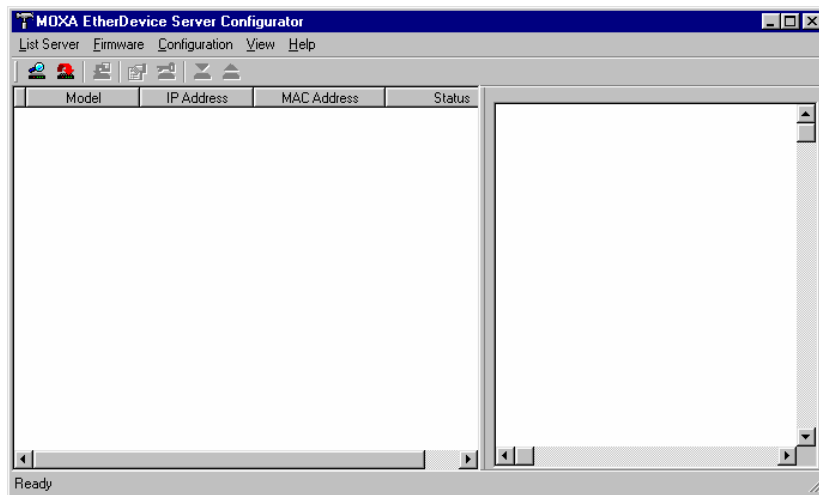 MOXA EtherDevice Server Configurator
List Server Firmware Configuration View Help
Model IP Address MAC Address Status
Ready